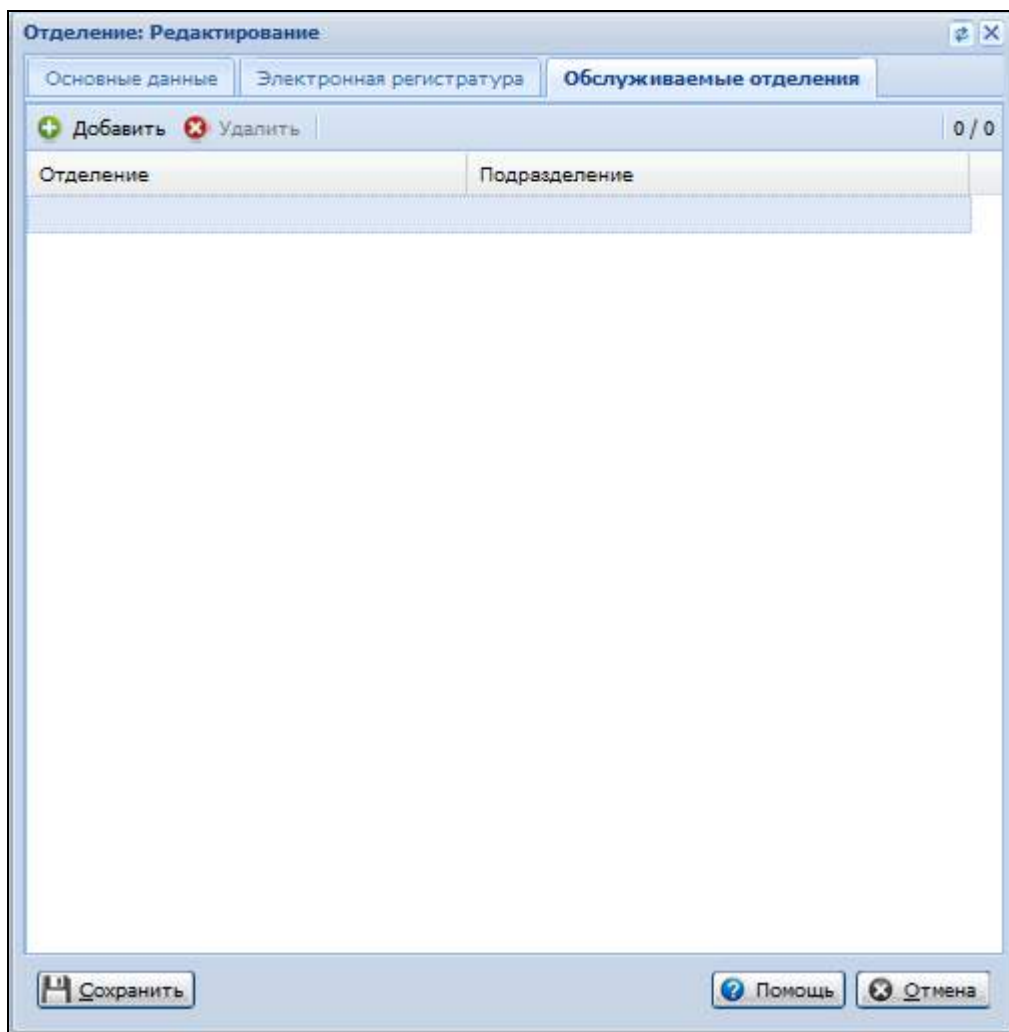 Отделение: Редактирование
Основные данные Электронная регистратура Обслуживаемые отделения
Добавить Удалить 0 / 0
Отделение Подразделение
Сохранить Помощь Отмена